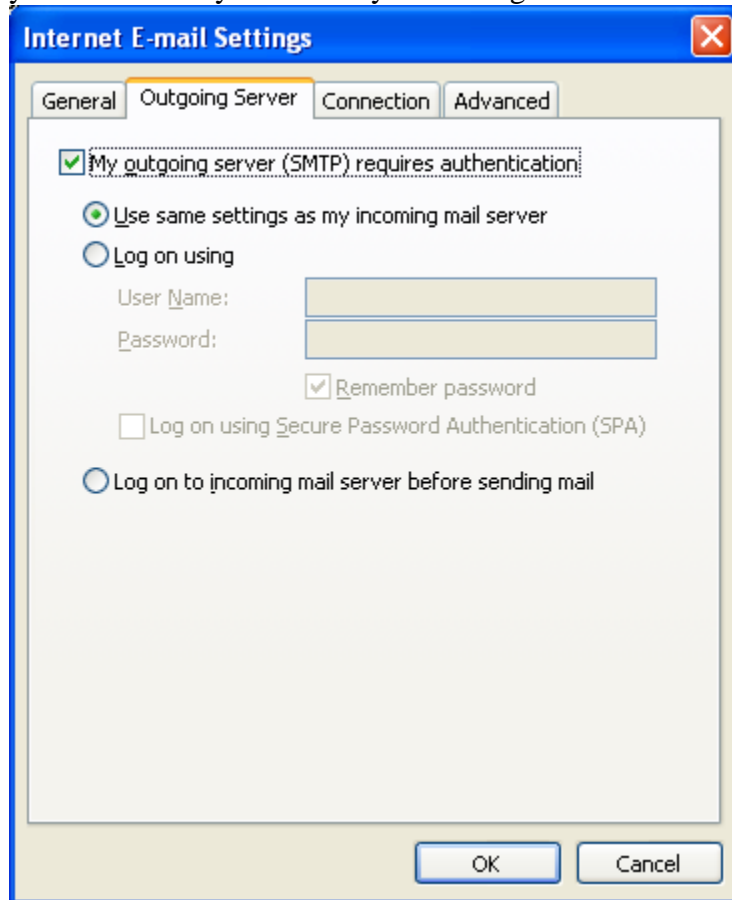 Internet E-mail Settings
General Outgoing Server Connection Advanced
My outgoing server (SMTP) requires authentication
Use same settings as my incoming mail server
Log on using
User Name:
Password:
Remember password
Log on using Secure Password Authentication (SPA)
Log on to incoming mail server before sending mail
OK Cancel